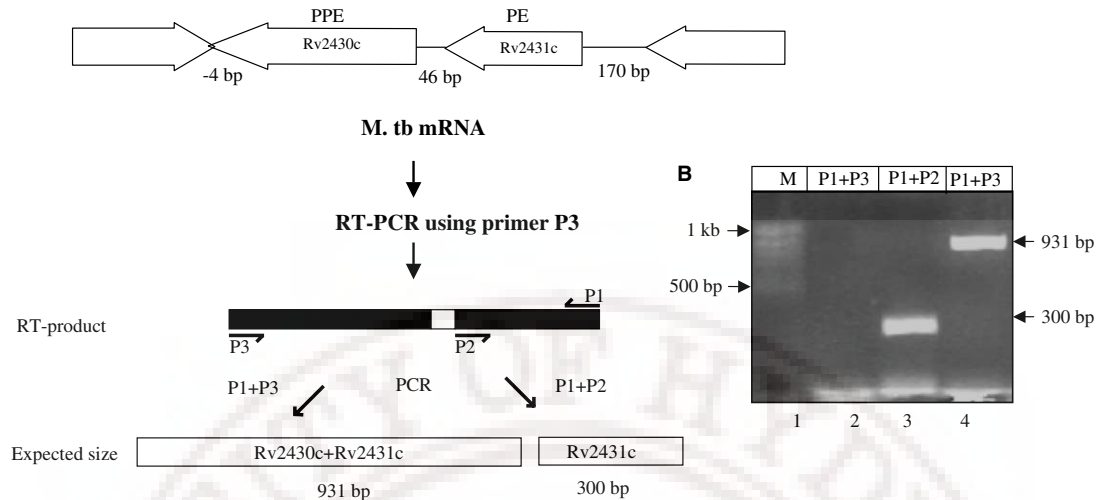 PPE
PE
Rv2430c
Rv2431c
-4 bp
46 bp
170 bp
M. tb mRNA
RT-PCR using primer P3
RT-product
P1
P3
P2
P1+P3
PCR
P1+P2
Expected size
Rv2430c+Rv2431c
Rv2431c
931 bp
300 bp
B
M
P1+P3
P1+P2
P1+P3
1 kb
500 bp
931 bp
300 bp
1 2 3 4